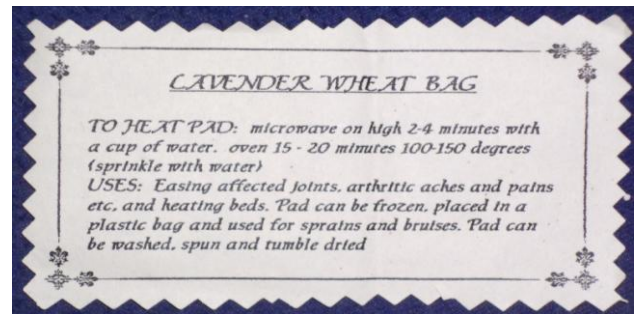 LAVENDER WHEAT BAG
TO HEAT PAD: microwave on high 2-4 minutes with
a cup of water. oven 15 - 20 minutes 100-150 degrees
(sprinkle with water)
USES: Easing affected joints, arthritic aches and pains
etc, and heating beds. Pad can be frozen, placed in a
plastic bag and used for sprains and bruises. Pad can
be washed, spun and tumble dried